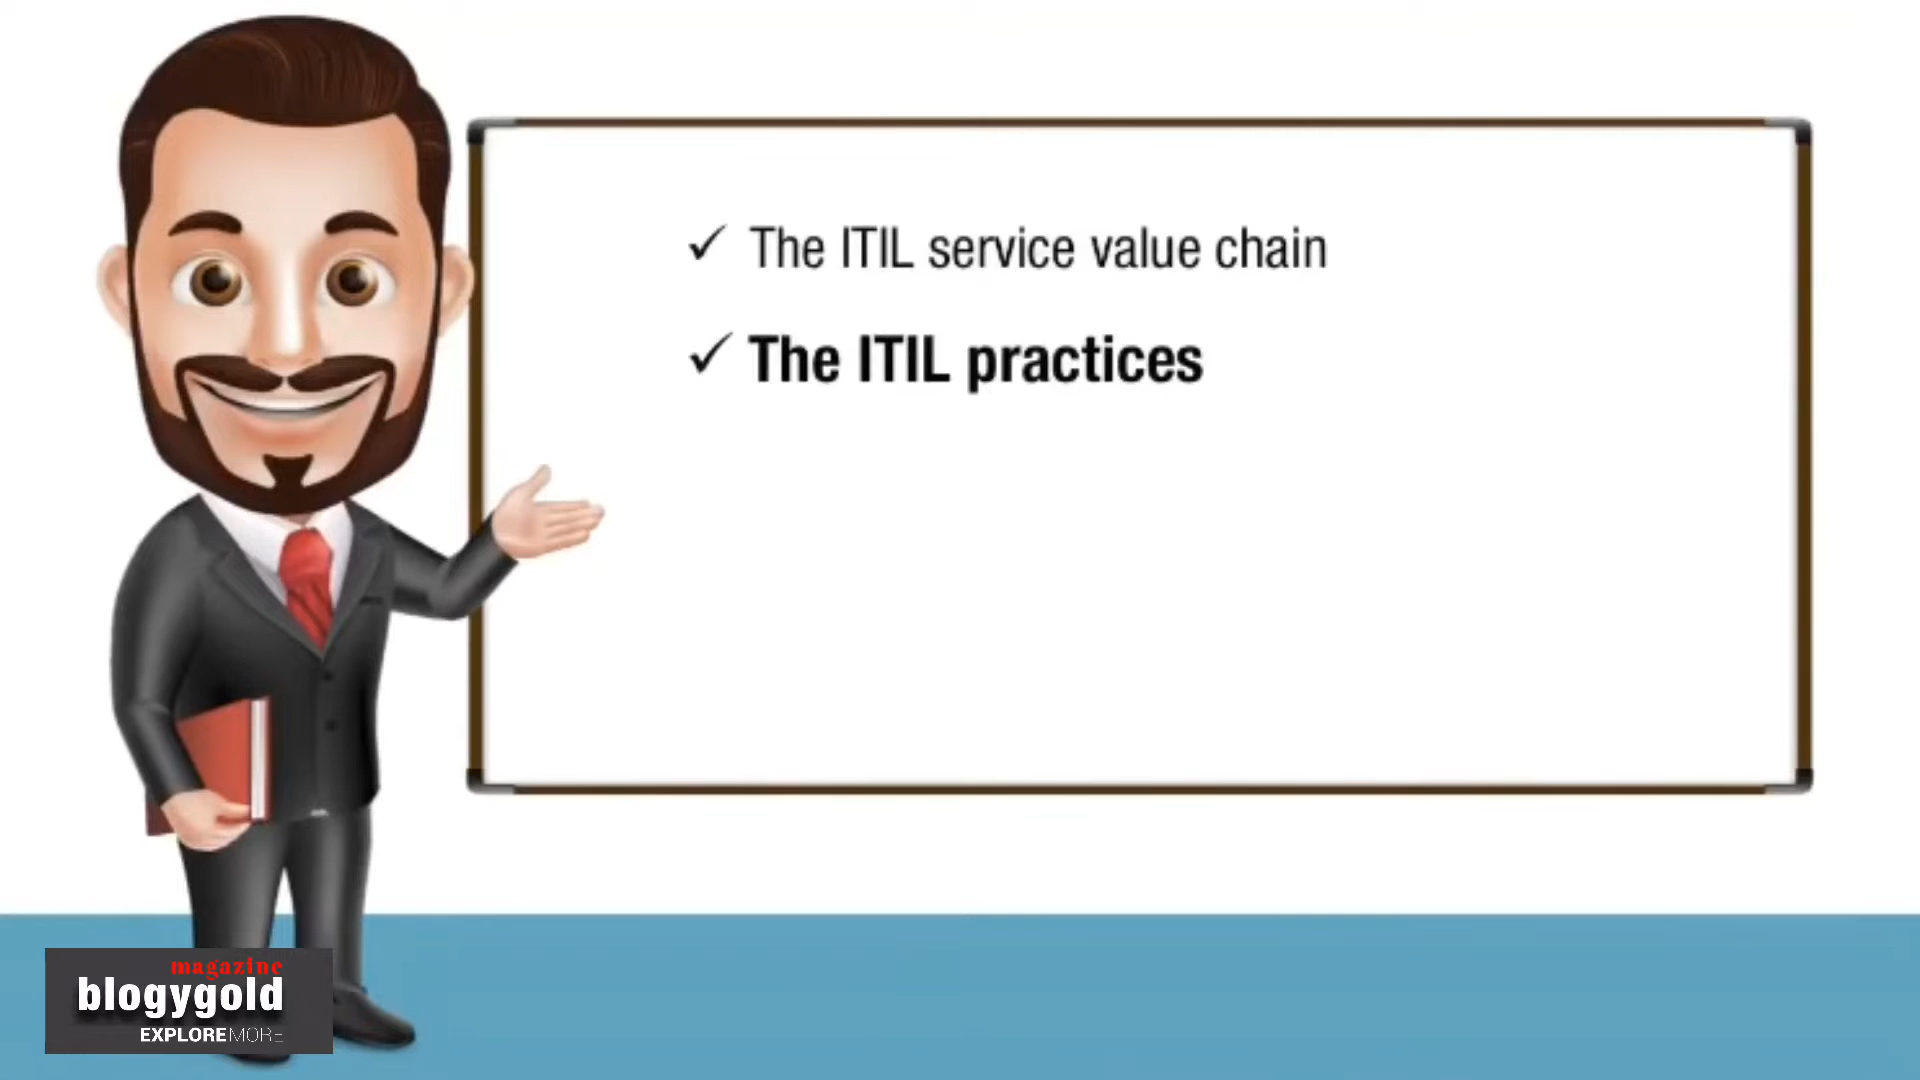 ✓ The ITIL service value chain
✓ The ITIL practices
magazine
blogygold
EXPLOREMORE